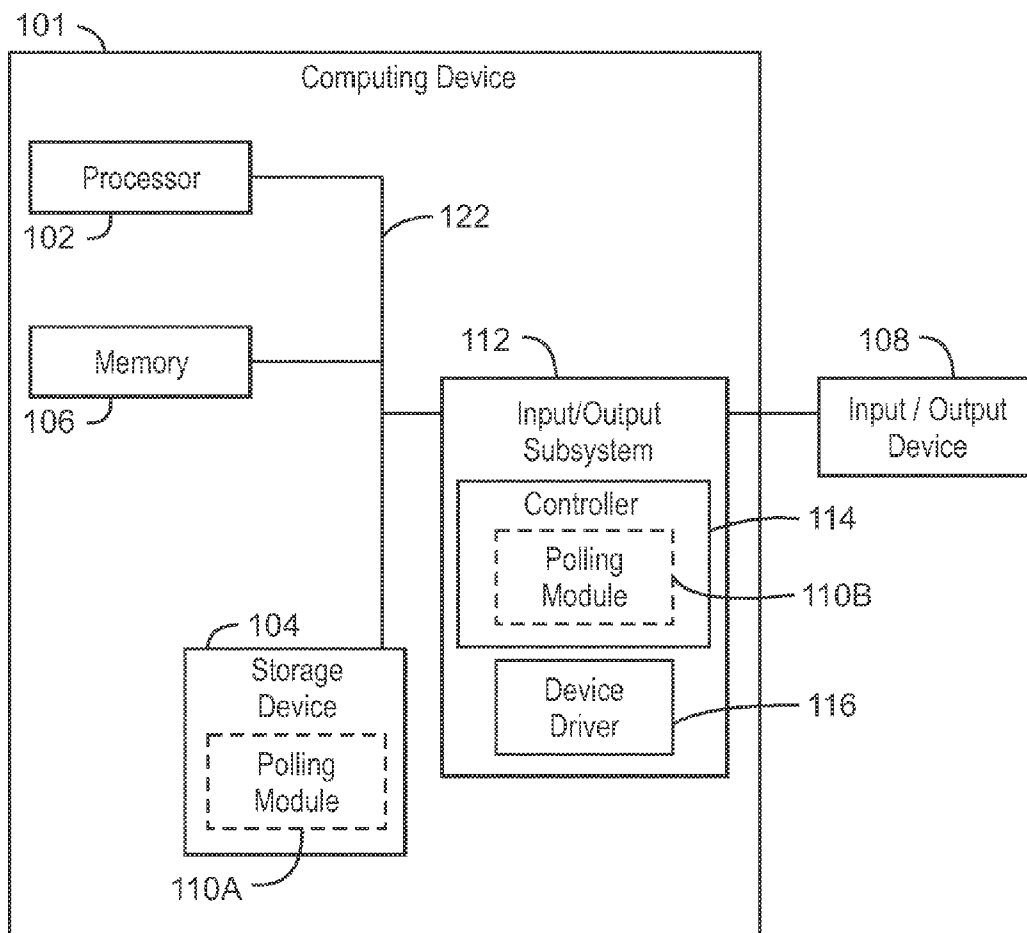 101
Computing Device
Processor
102
122
Memory
106
112
108
Input/Output
Subsystem
Input / Output
Device
Controller
114
Polling
Module
110B
104
Storage
Device
Device
Driver
116
Polling
Module
110A